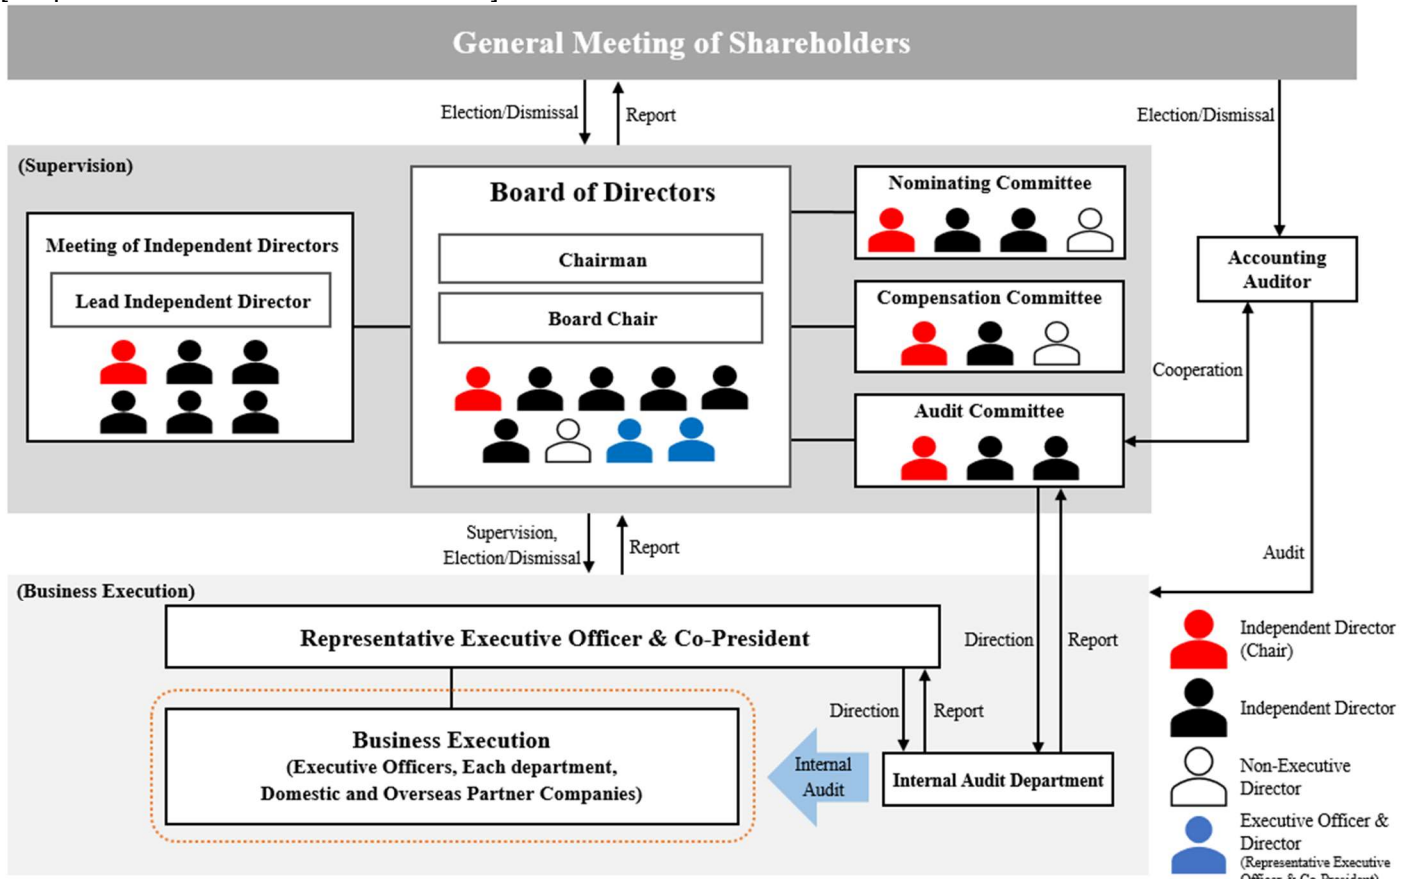 General Meeting of Shareholders
Election/Dismissal
Report
Election/Dismissal
(Supervision)
Meeting of Independent Directors
Lead Independent Director
Board of Directors
Chairman
Board Chair
Nominating Committee
Compensation Committee
Audit Committee
Accounting
Auditor
Cooperation
Supervision,
Election/Dismissal
Report
Audit
(Business Execution)
Representative Executive Officer & Co-President
Direction
Report
Direction
Report
Business Execution
(Executive Officers, Each department,
Domestic and Overseas Partner Companies)
Internal
Audit
Internal Audit Department
Independent Director
(Chair)
Independent Director
Non-Executive
Director
Executive Officer &
Director
(Representative Executive
Officer & Co-President)